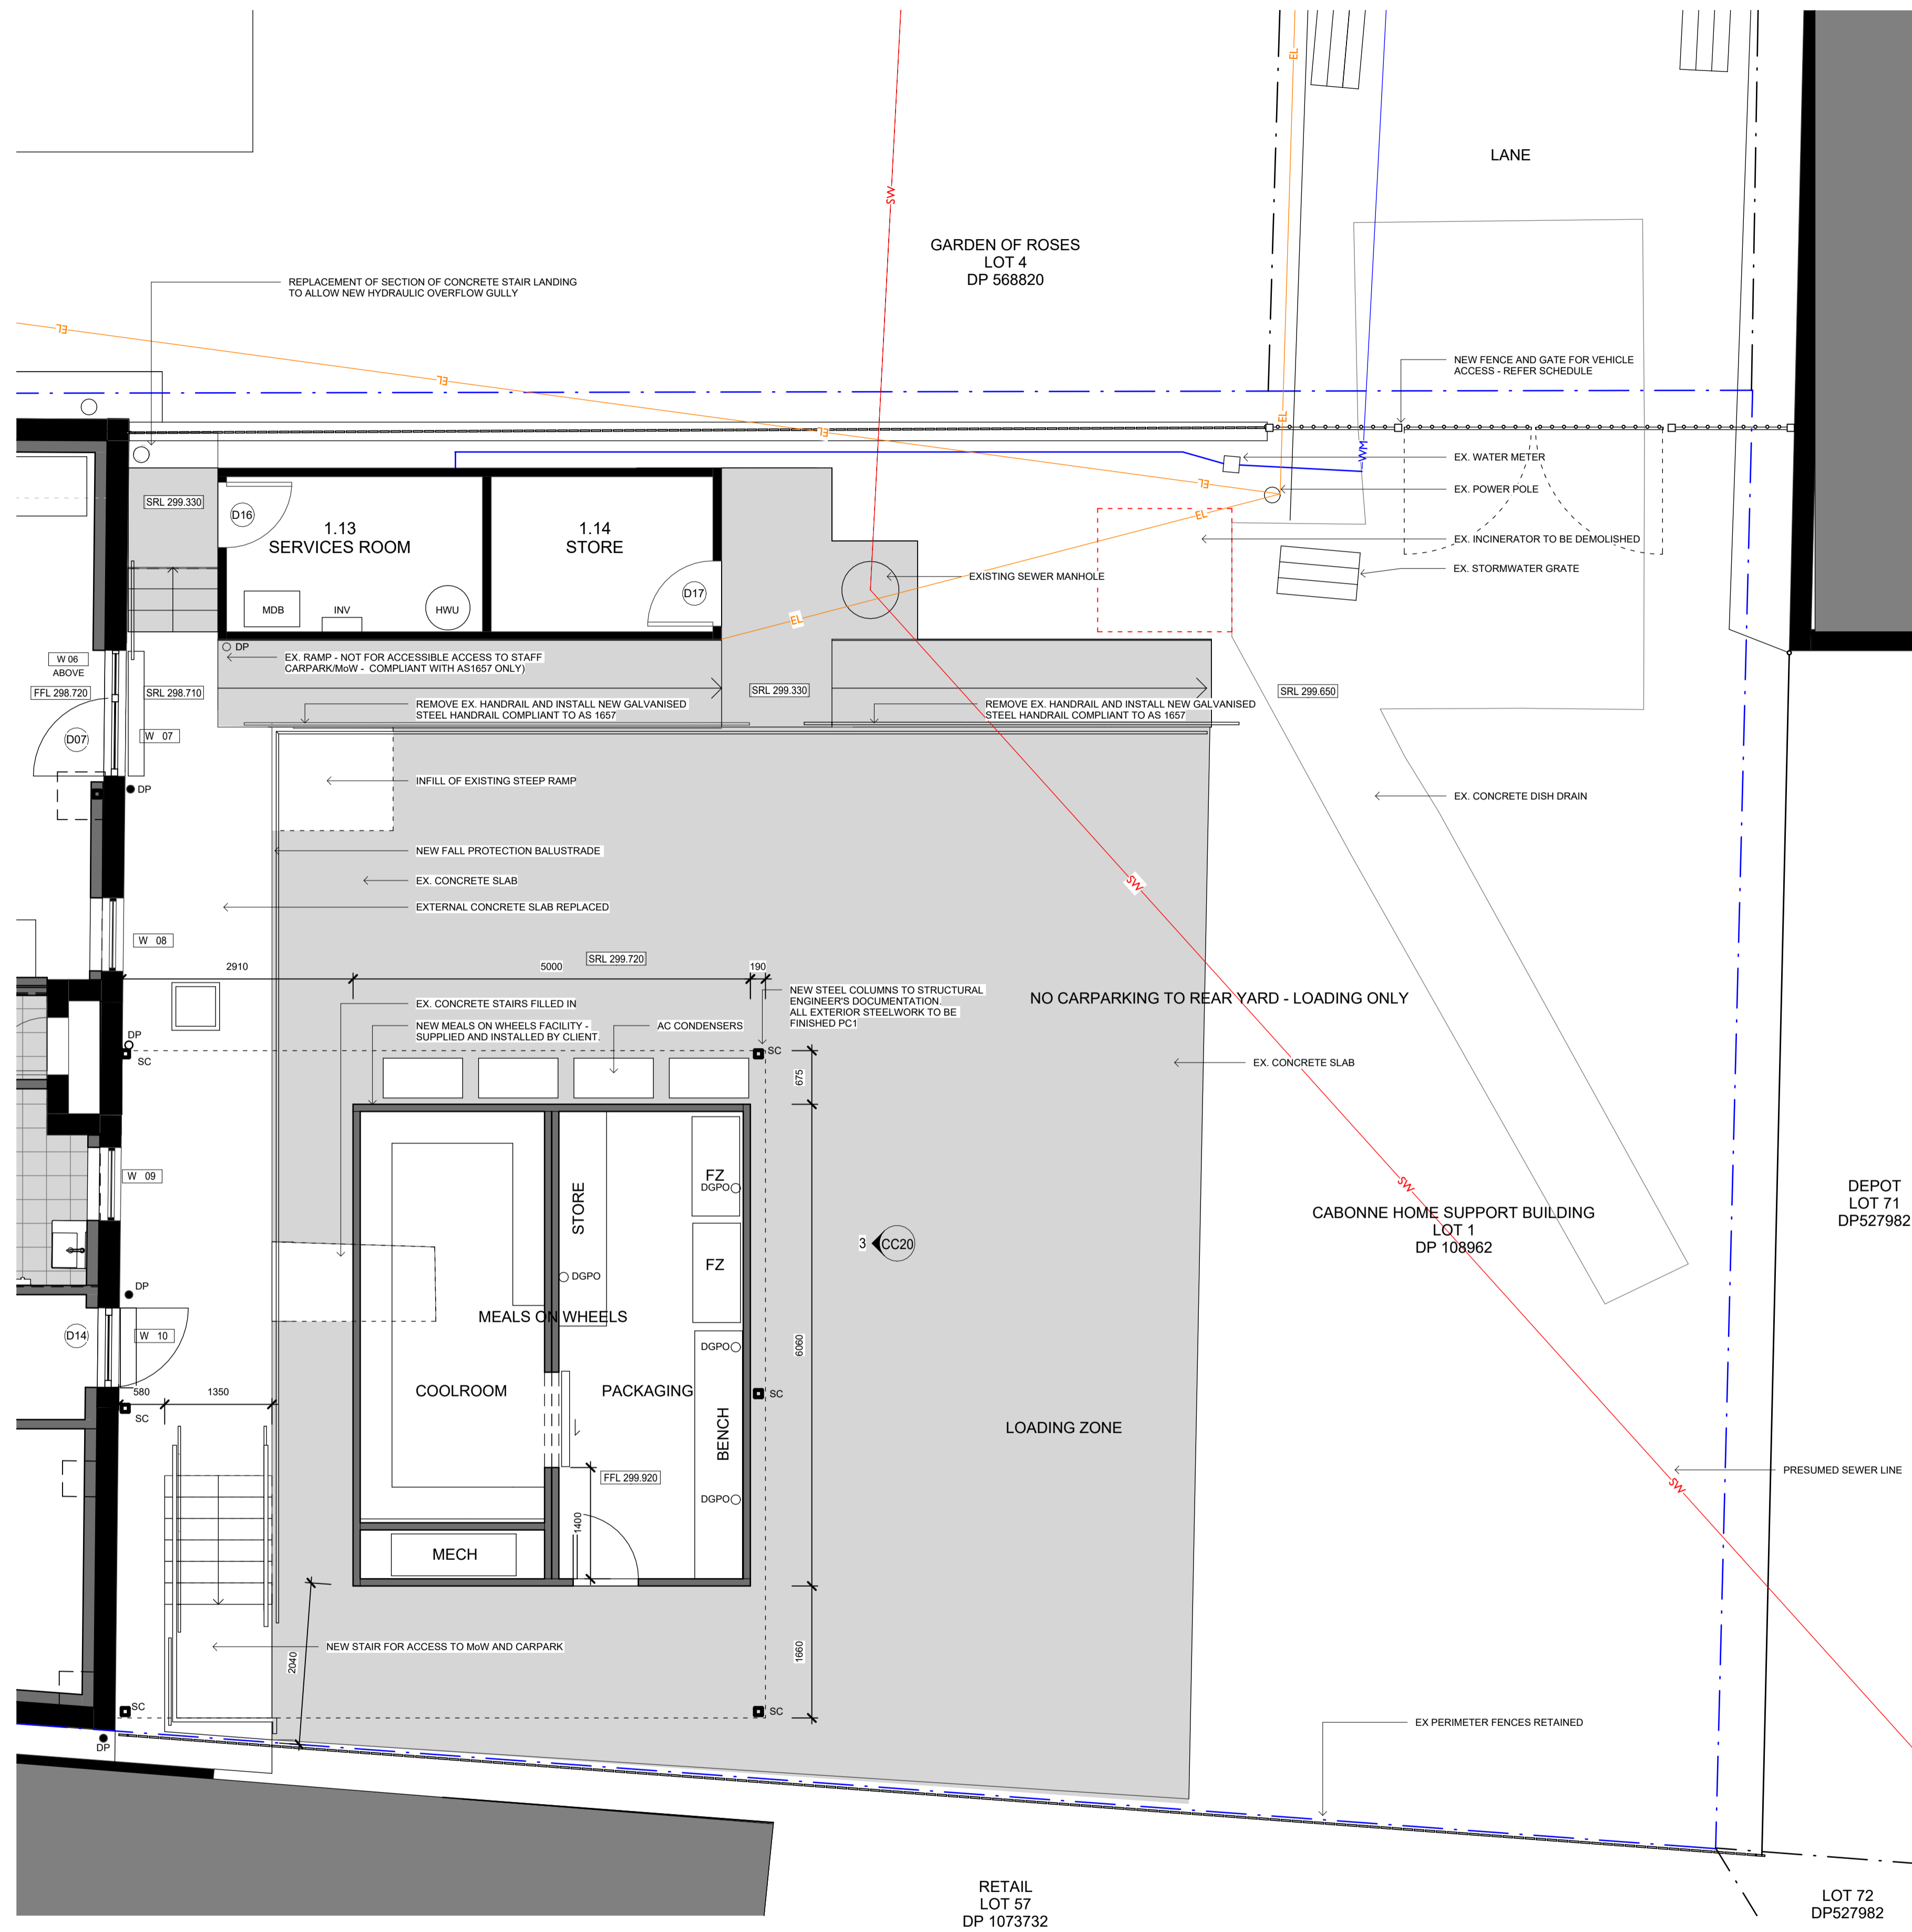 LANE
SW
EL
GARDEN OF ROSES
LOT 4
DP 568820
REPLACEMENT OF SECTION OF CONCRETE STAIR LANDING
TO ALLOW NEW HYDRAULIC OVERFLOW GULLY
EL
EL
EL
EL
NEW FENCE AND GATE FOR VEHICLE
ACCESS - REFER SCHEDULE
WM
EX. WATER METER
EL
EX. POWER POLE
EL
SRL 299.330
D16
1.13
SERVICES ROOM
1.14
STORE
EX. INCINERATOR TO BE DEMOLISHED
EX. STORMWATER GRATE
EXISTING SEWER MANHOLE
D17
MDB
INV
HWU
EL
DP
W 06
ABOVE
EX. RAMP - NOT FOR ACCESSIBLE ACCESS TO STAFF
CARPARK/MoW - COMPLIANT WITH AS1657 ONLY)
FFL 298.720
SRL 298.710
SRL 299.330
SRL 299.650
REMOVE EX. HANDRAIL AND INSTALL NEW GALVANISED
STEEL HANDRAIL COMPLIANT TO AS 1657
REMOVE EX. HANDRAIL AND INSTALL NEW GALVANISED
STEEL HANDRAIL COMPLIANT TO AS 1657
D07
W 07
DP
INFILL OF EXISTING STEEP RAMP
EX. CONCRETE DISH DRAIN
NEW FALL PROTECTION BALUSTRADE
EX. CONCRETE SLAB
SW
EXTERNAL CONCRETE SLAB REPLACED
W 08
2910
5000
SRL 299.720
190
EX. CONCRETE STAIRS FILLED IN
NEW STEEL COLUMNS TO STRUCTURAL
ENGINEER'S DOCUMENTATION.
ALL EXTERIOR STEELWORK TO BE
FINISHED PC1
NO CARPARKING TO REAR YARD - LOADING ONLY
NEW MEALS ON WHEELS FACILITY -
SUPPLIED AND INSTALLED BY CLIENT.
AC CONDENSERS
DP
SC
SC
EX. CONCRETE SLAB
675
W 09
STORE
FZ
DGPO
SW
DEPOT
LOT 71
DP527982
CABONNE HOME SUPPORT BUILDING
LOT 1
DP 108962
3
CC20
FZ
DGPO
DP
MEALS ON WHEELS
D14
W 10
DGPO
6060
580
1350
COOLROOM
PACKAGING
SC
SC
BENCH
LOADING ZONE
FFL 299.920
PRESUMED SEWER LINE
SW
DGPO
1400
MECH
NEW STAIR FOR ACCESS TO MoW AND CARPARK
2040
1660
SC
SC
DP
EX PERIMETER FENCES RETAINED
RETAIL
LOT 57
DP 1073732
LOT 72
DP527982